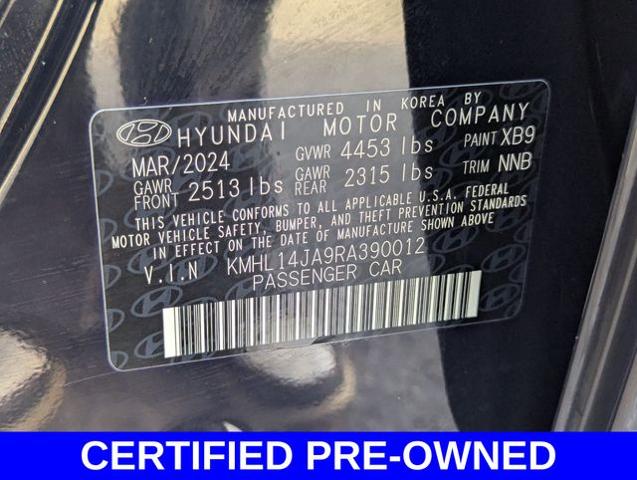 MANUFACTURED IN KOREA BY
HYUNDAI MOTOR COMPANY
MAR/2024 GVWR 4453 lbs PAINT XB9
GAWR FRONT 2513 lbs GAWR REAR 2315 lbs TRIM NNB
THIS VEHICLE CONFORMS TO ALL APPLICABLE U.S.A. FEDERAL
MOTOR VEHICLE SAFETY, BUMPER, AND THEFT PREVENTION STANDARDS
IN EFFECT ON THE DATE OF MANUFACTURE SHOWN ABOVE
V.I.N KMHL14JA9RA390012
PASSENGER CAR
CERTIFIED PRE-OWNED